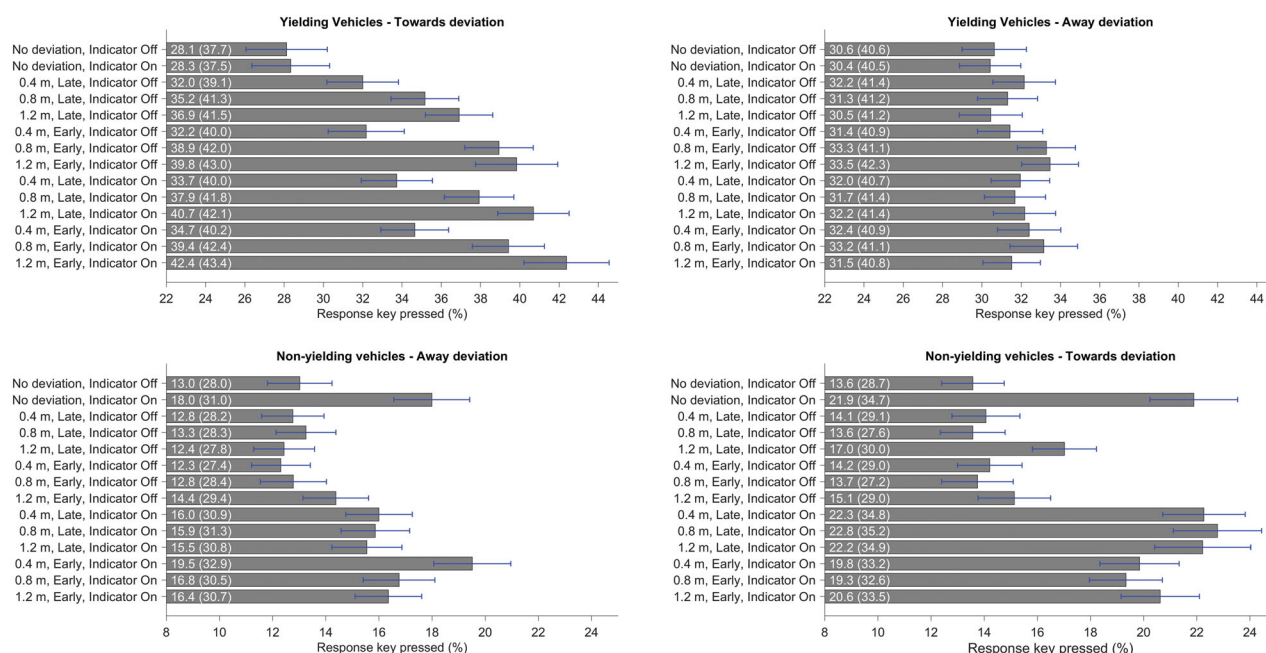 Yielding Vehicles - Towards deviation
No deviation, Indicator Off 28.1 (37.7)
No deviation, Indicator On 28.3 (37.5)
0.4 m, Late, Indicator Off 32.0 (39.1)
0.8 m, Late, Indicator Off 35.2 (41.3)
1.2 m, Late, Indicator Off 36.9 (41.5)
0.4 m, Early, Indicator Off 32.2 (40.0)
0.8 m, Early, Indicator Off 38.9 (42.0)
1.2 m, Early, Indicator Off 39.8 (43.0)
0.4 m, Late, Indicator On 33.7 (40.0)
0.8 m, Late, Indicator On 37.9 (41.8)
1.2 m, Late, Indicator On 40.7 (42.1)
0.4 m, Early, Indicator On 34.7 (40.2)
0.8 m, Early, Indicator On 39.4 (42.4)
1.2 m, Early, Indicator On 42.4 (43.4)
22 24 26 28 30 32 34 36 38 40 42 44
Response key pressed (%)
Yielding Vehicles - Away deviation
No deviation, Indicator Off 30.6 (40.6)
No deviation, Indicator On 30.4 (40.5)
0.4 m, Late, Indicator Off 32.2 (41.4)
0.8 m, Late, Indicator Off 31.3 (41.2)
1.2 m, Late, Indicator Off 30.5 (41.2)
0.4 m, Early, Indicator Off 31.4 (40.9)
0.8 m, Early, Indicator Off 33.3 (41.1)
1.2 m, Early, Indicator Off 33.5 (42.3)
0.4 m, Late, Indicator On 32.0 (40.7)
0.8 m, Late, Indicator On 31.7 (41.4)
1.2 m, Late, Indicator On 32.2 (41.4)
0.4 m, Early, Indicator On 32.4 (40.9)
0.8 m, Early, Indicator On 33.2 (41.1)
1.2 m, Early, Indicator On 31.5 (40.8)
22 24 26 28 30 32 34 36 38 40 42 44
Response key pressed (%)
Non-yielding vehicles - Away deviation
No deviation, Indicator Off 13.0 (28.0)
No deviation, Indicator On 18.0 (31.0)
0.4 m, Late, Indicator Off 12.8 (28.2)
0.8 m, Late, Indicator Off 13.3 (28.3)
1.2 m, Late, Indicator Off 12.4 (27.8)
0.4 m, Early, Indicator Off 12.3 (27.4)
0.8 m, Early, Indicator Off 12.8 (28.4)
1.2 m, Early, Indicator Off 14.4 (29.4)
0.4 m, Late, Indicator On 16.0 (30.9)
0.8 m, Late, Indicator On 15.9 (31.3)
1.2 m, Late, Indicator On 15.5 (30.8)
0.4 m, Early, Indicator On 19.5 (32.9)
0.8 m, Early, Indicator On 16.8 (30.5)
1.2 m, Early, Indicator On 16.4 (30.7)
8 10 12 14 16 18 20 22 24
Response key pressed (%)
Non-yielding vehicles - Towards deviation
No deviation, Indicator Off 13.6 (28.7)
No deviation, Indicator On 21.9 (34.7)
0.4 m, Late, Indicator Off 14.1 (29.1)
0.8 m, Late, Indicator Off 13.6 (27.6)
1.2 m, Late, Indicator Off 17.0 (30.0)
0.4 m, Early, Indicator Off 14.2 (29.0)
0.8 m, Early, Indicator Off 13.7 (27.2)
1.2 m, Early, Indicator Off 15.1 (29.0)
0.4 m, Late, Indicator On 22.3 (34.8)
0.8 m, Late, Indicator On 22.8 (35.2)
1.2 m, Late, Indicator On 22.2 (34.9)
0.4 m, Early, Indicator On 19.8 (33.2)
0.8 m, Early, Indicator On 19.3 (32.6)
1.2 m, Early, Indicator On 20.6 (33.5)
8 10 12 14 16 18 20 22 24
Response key pressed (%)